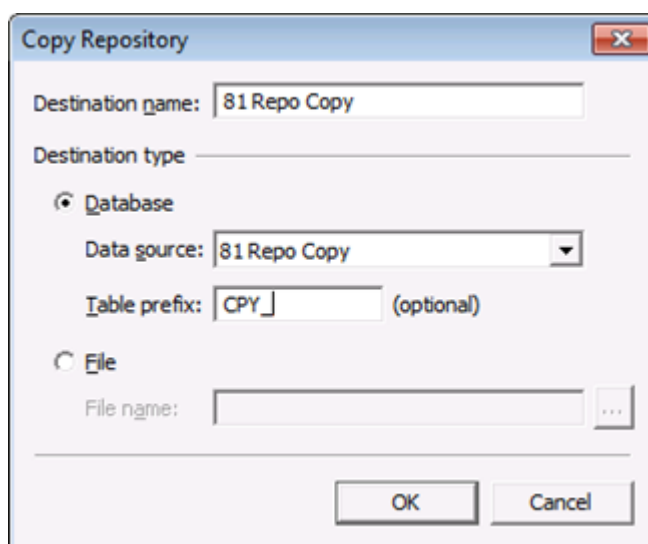 Copy Repository
Destination name: 81 Repo Copy
Destination type
Database
Data source: 81 Repo Copy
Table prefix: CPY_ (optional)
File
File name: ...
OK Cancel